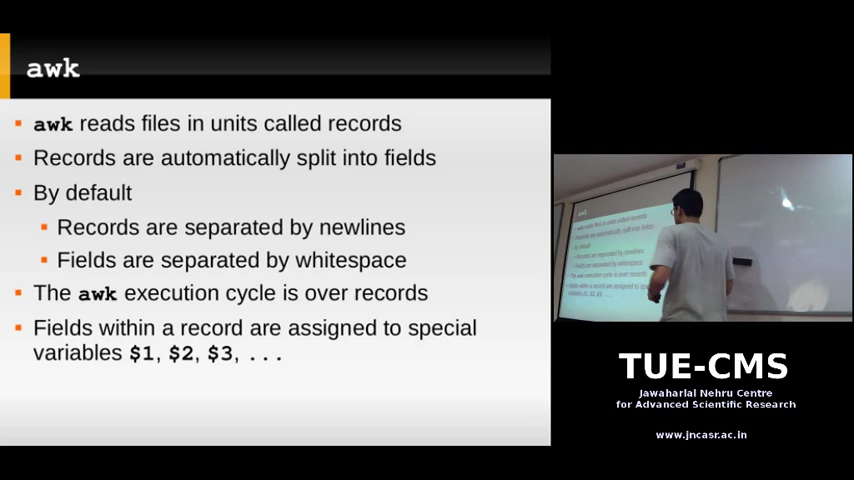 awk
awk reads files in units called records
Records are automatically split into fields
By default
Records are separated by newlines
Fields are separated by whitespace
The awk execution cycle is over records
Fields within a record are assigned to special
variables $1, $2, $3, ...
TUE-CMS
Jawaharlal Nehru Centre
for Advanced Scientific Research
www.jncasr.ac.in